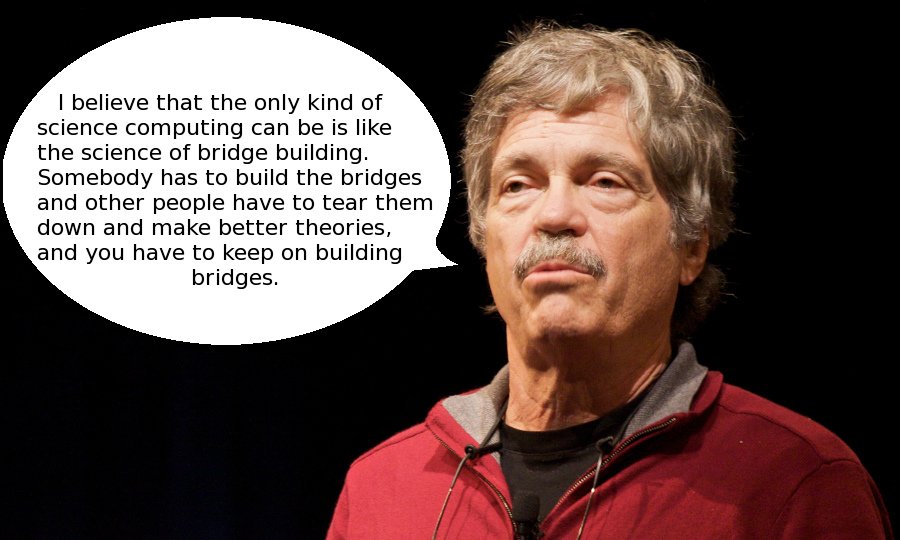 I believe that the only kind of
science computing can be is like
the science of bridge building.
Somebody has to build the bridges
and other people have to tear them
down and make better theories,
and you have to keep on building
bridges.